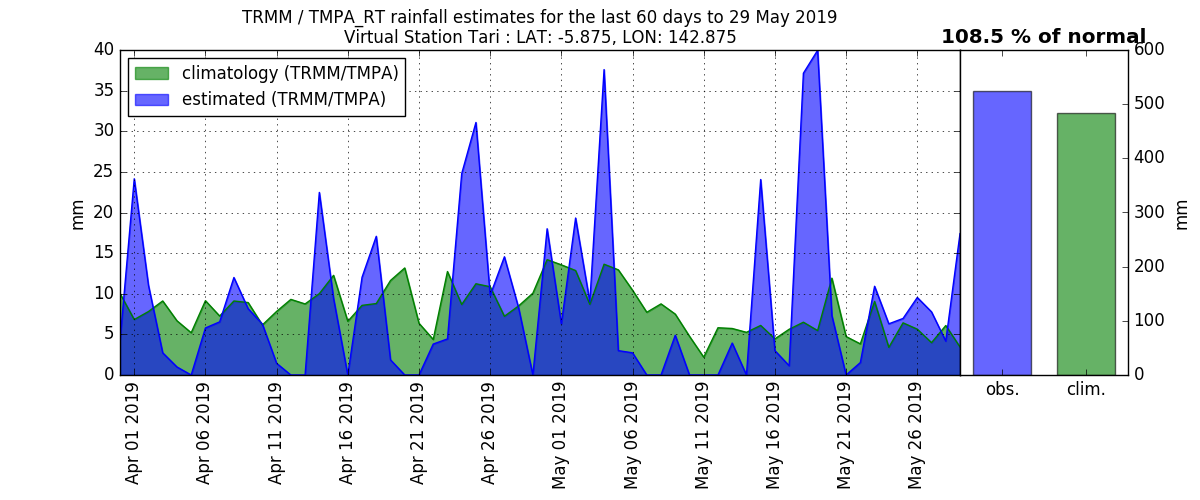 TRMM / TMPA_RT rainfall estimates for the last 60 days to 29 May 2019
Virtual Station Tari : LAT: -5.875, LON: 142.875
108.5 % of normal
climatology (TRMM/TMPA)
estimated (TRMM/TMPA)
40
35
30
25
20
15
10
5
0
mm
Apr 01 2019
Apr 06 2019
Apr 11 2019
Apr 16 2019
Apr 21 2019
Apr 26 2019
May 01 2019
May 06 2019
May 11 2019
May 16 2019
May 21 2019
May 26 2019
600
500
400
300
200
100
0
mm
obs.
clim.